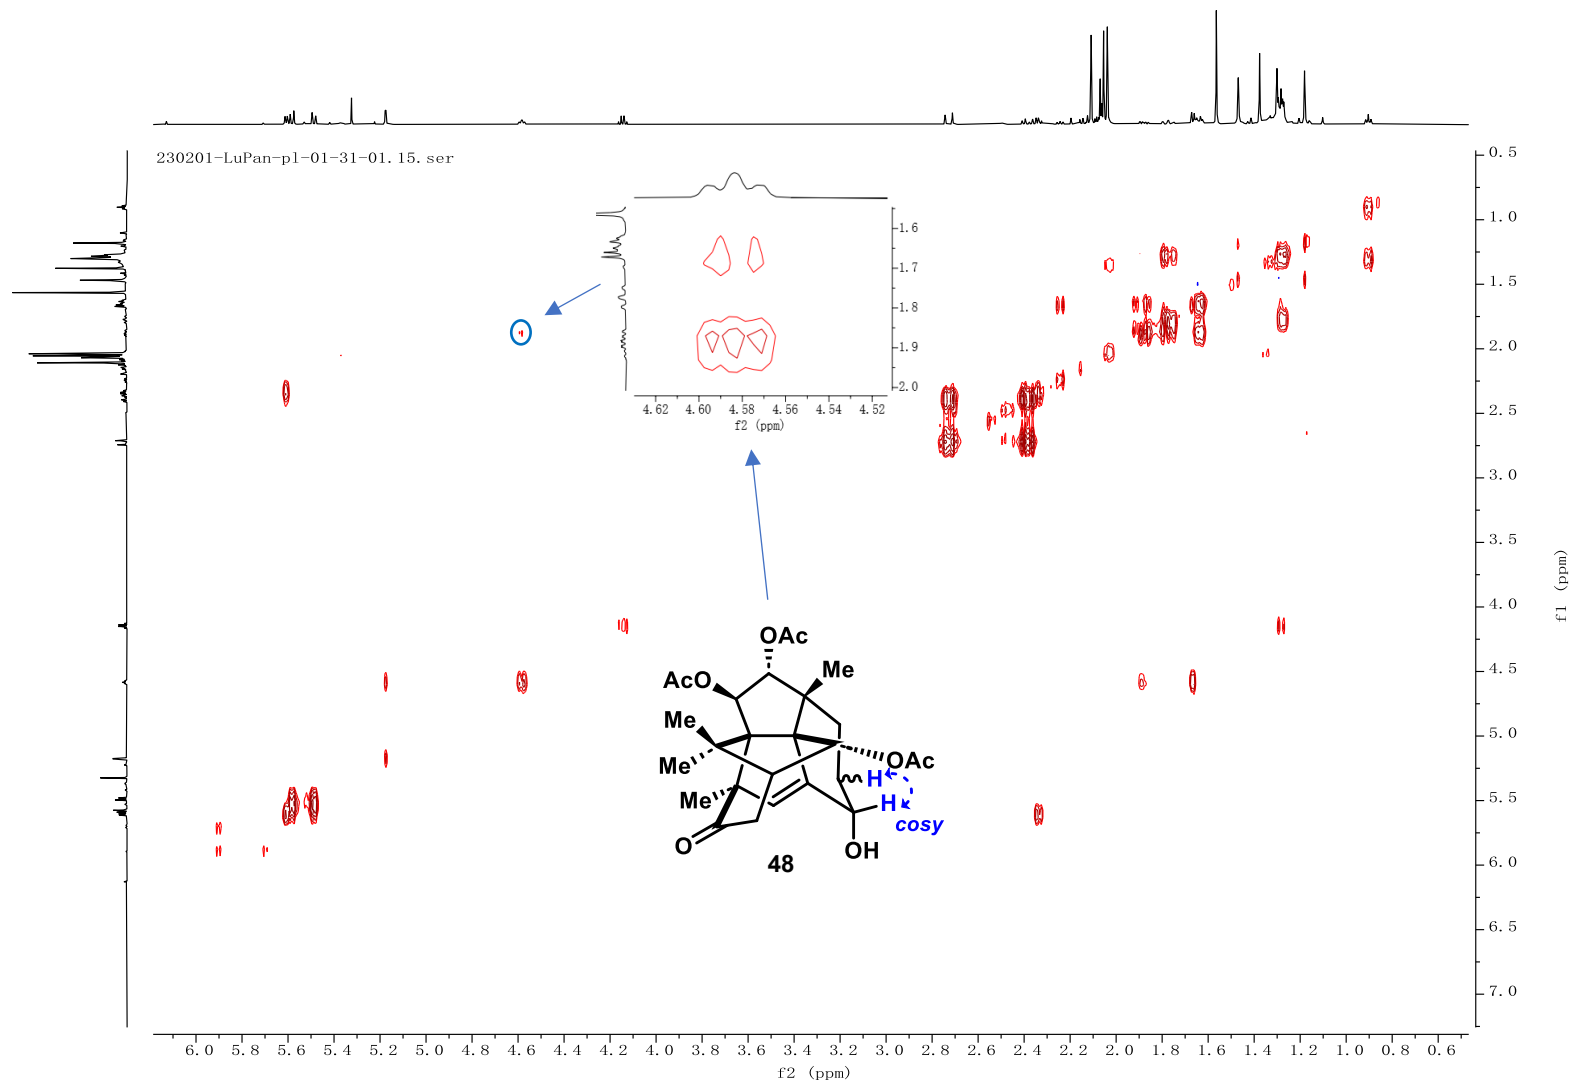 230201-LuPan-pl-01-31-01.15.ser
0.5
1.0
1.5
2.0
2.5
3.0
3.5
4.0
4.5
5.0
5.5
6.0
6.5
7.0
f1 (ppm)
1.6
1.7
1.8
1.9
2.0
4.62 4.60 4.58 4.56 4.54 4.52
f2 (ppm)
OAc
AcO
Me
Me
Me
OAc
H
Me
H
cosy
O
OH
48
6.0 5.8 5.6 5.4 5.2 5.0 4.8 4.6 4.4 4.2 4.0 3.8 3.6 3.4 3.2 3.0 2.8 2.6 2.4 2.2 2.0 1.8 1.6 1.4 1.2 1.0 0.8 0.6
f2 (ppm)